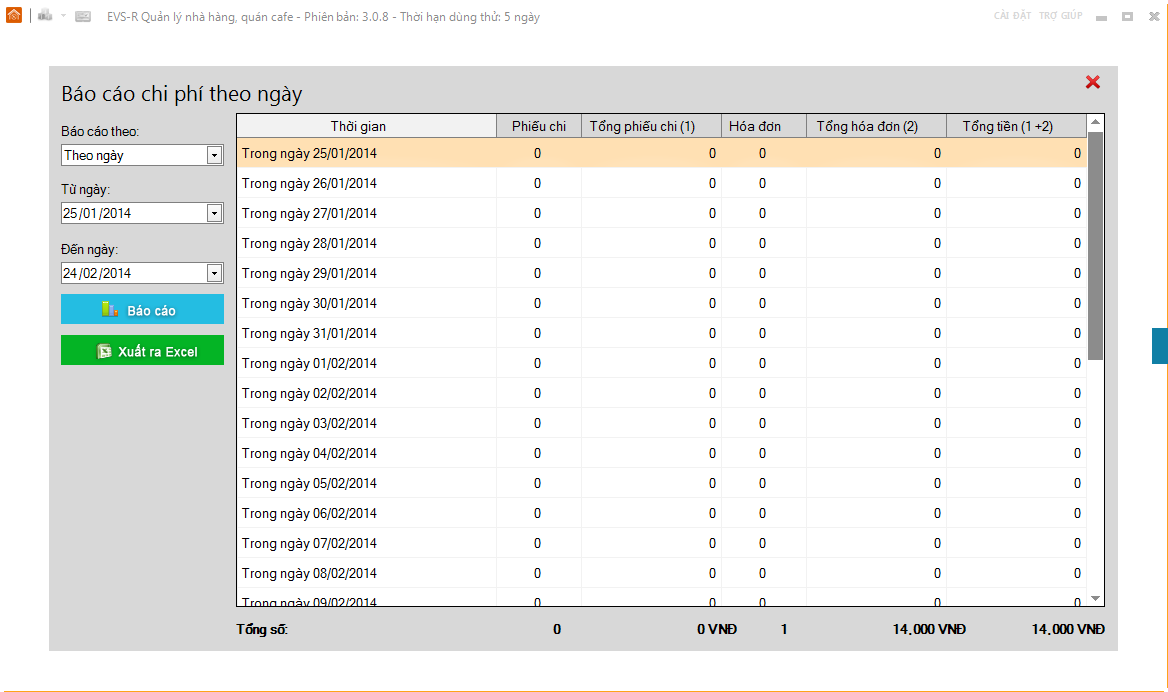 EVS-R Quản lý nhà hàng, quán cafe - Phiên bản: 3.0.8 - Thời hạn dùng thử: 5 ngày CÀI ĐẶT TRỢ GIÚP
Báo cáo chi phí theo ngày
Báo cáo theo:
Theo ngày
Từ ngày:
25/01/2014
Đến ngày:
24/02/2014
Báo cáo
Xuất ra Excel
Thời gian Phiếu chi Tổng phiếu chi (1) Hóa đơn Tổng hóa đơn (2) Tổng tiền (1 +2)
Trong ngày 25/01/2014 0 0 0 0 0
Trong ngày 26/01/2014 0 0 0 0 0
Trong ngày 27/01/2014 0 0 0 0 0
Trong ngày 28/01/2014 0 0 0 0 0
Trong ngày 29/01/2014 0 0 0 0 0
Trong ngày 30/01/2014 0 0 0 0 0
Trong ngày 31/01/2014 0 0 0 0 0
Trong ngày 01/02/2014 0 0 0 0 0
Trong ngày 02/02/2014 0 0 0 0 0
Trong ngày 03/02/2014 0 0 0 0 0
Trong ngày 04/02/2014 0 0 0 0 0
Trong ngày 05/02/2014 0 0 0 0 0
Trong ngày 06/02/2014 0 0 0 0 0
Trong ngày 07/02/2014 0 0 0 0 0
Trong ngày 08/02/2014 0 0 0 0 0
Trong ngày 09/02/2014 0 0 0 0 0
Tổng số: 0 0 VNĐ 1 14,000 VNĐ 14,000 VNĐ